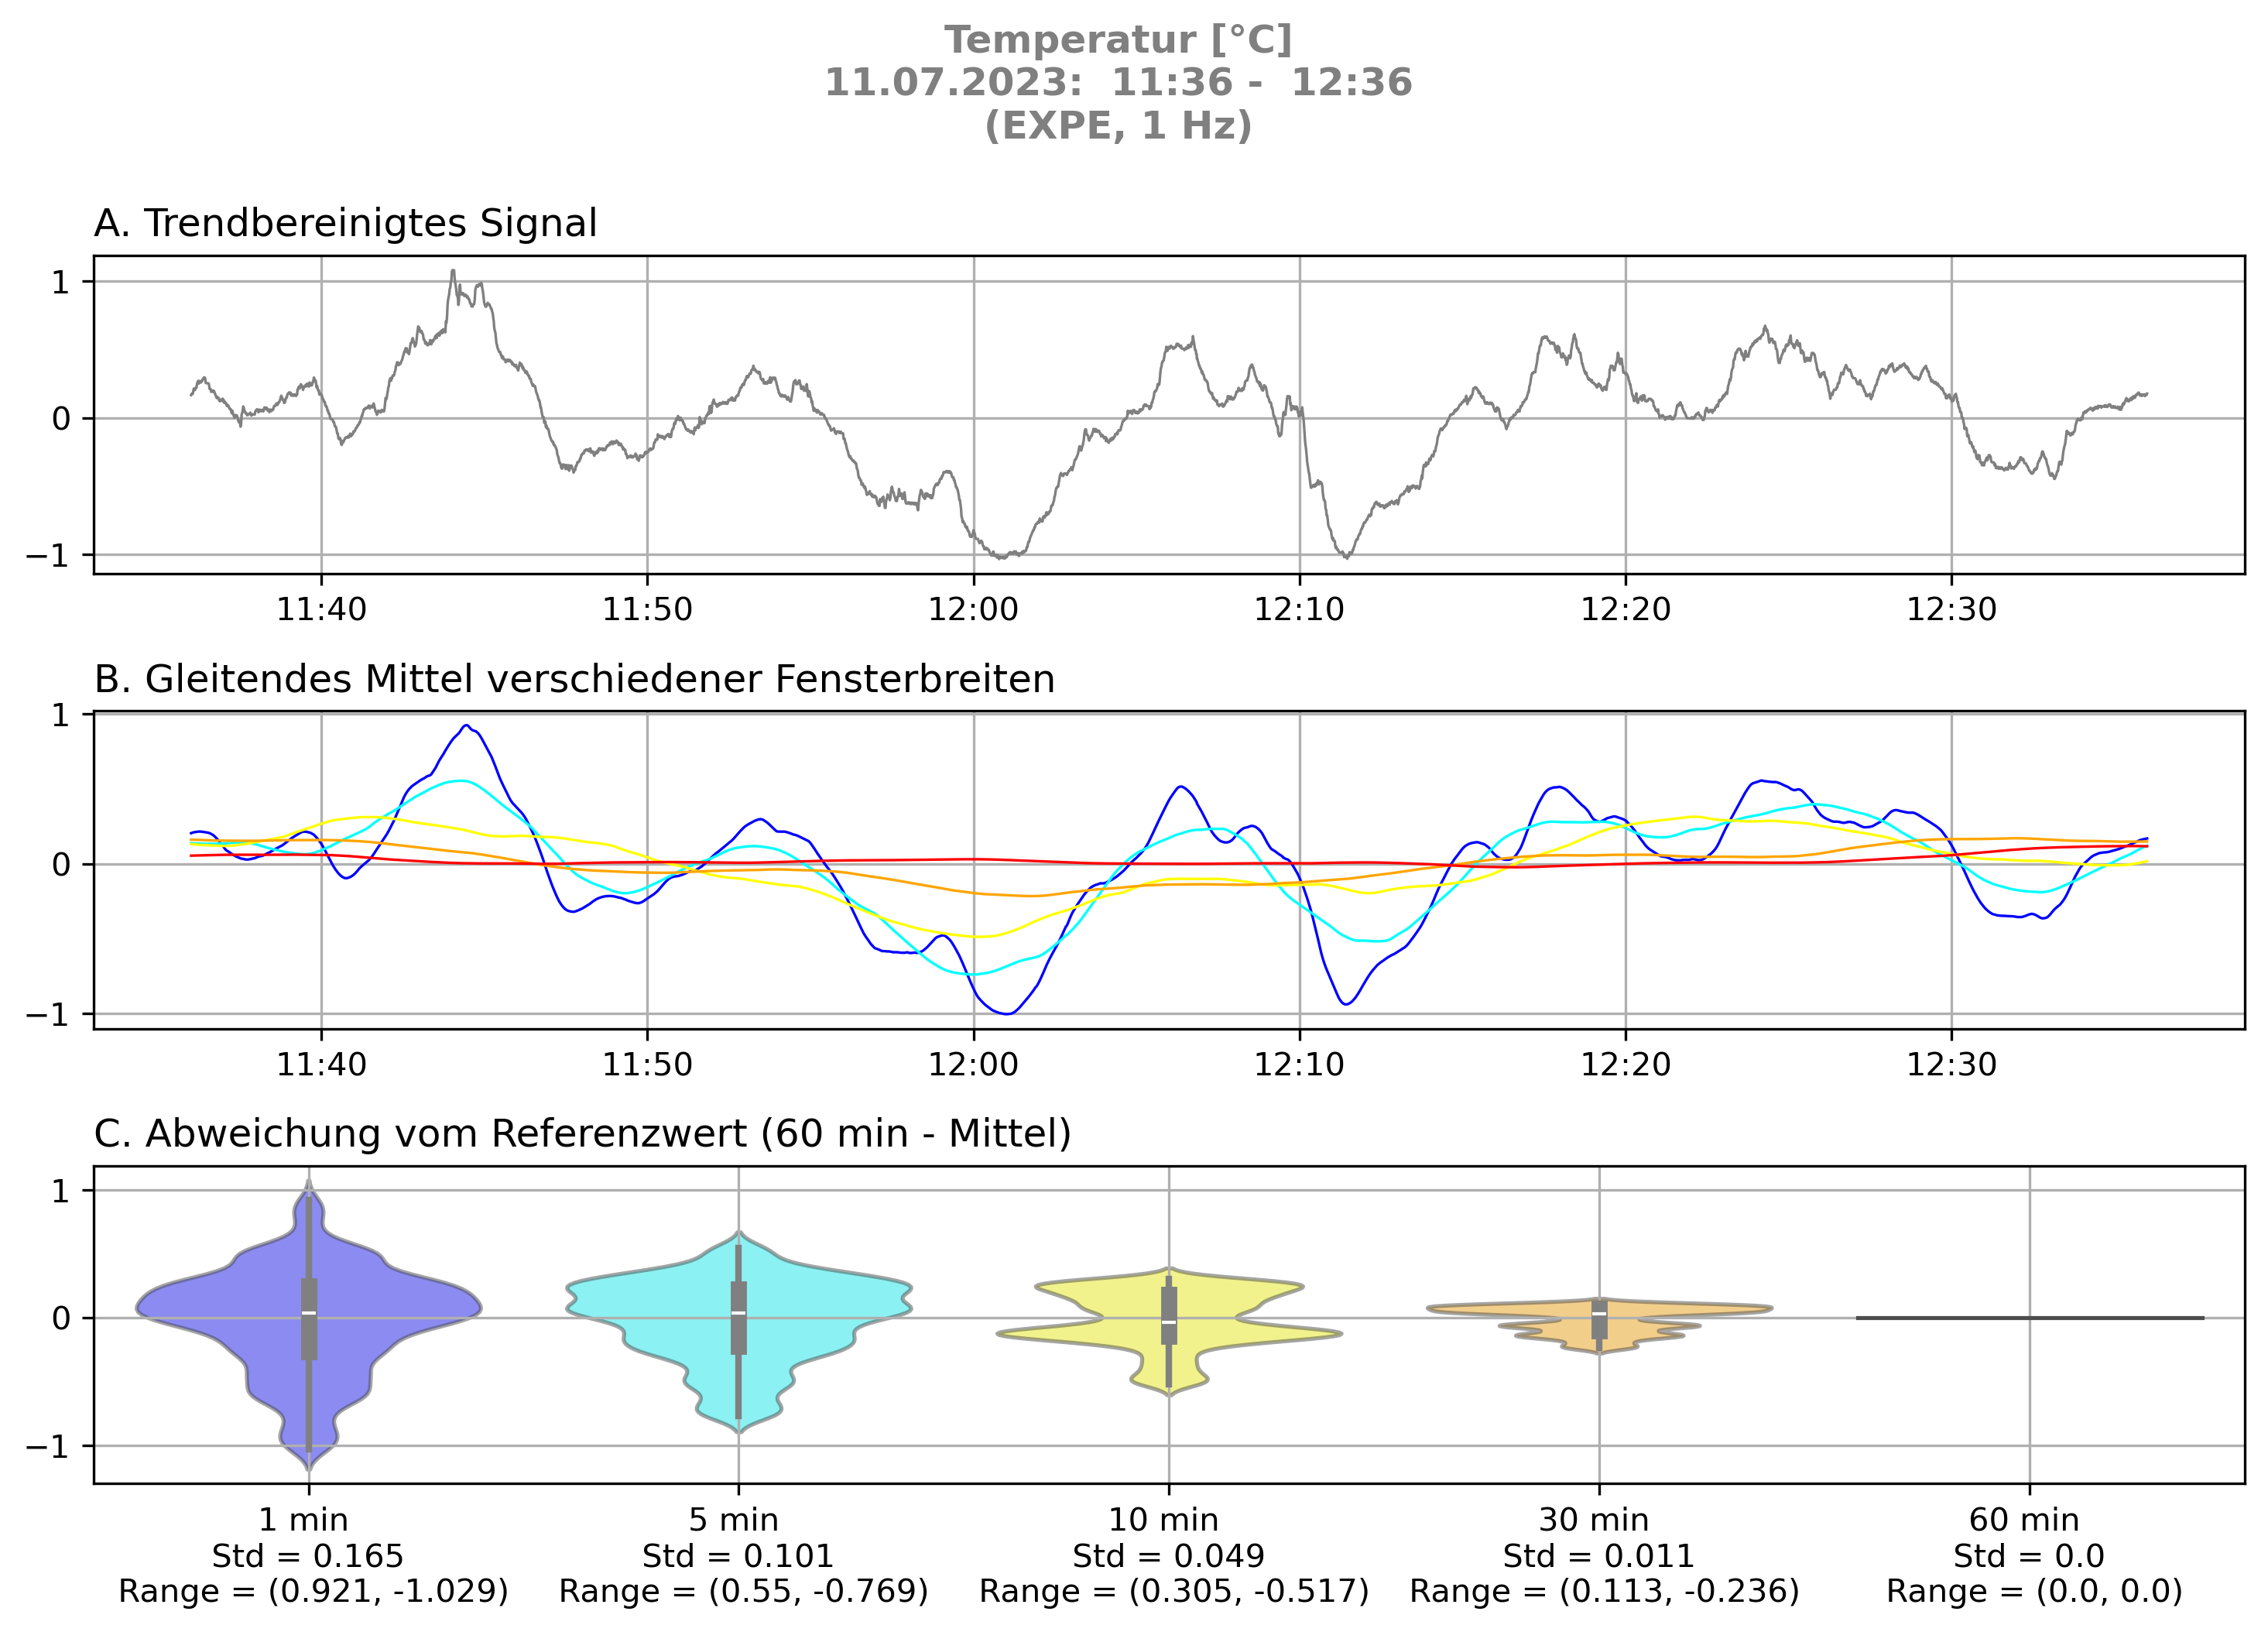 Temperatur [°C]
11.07.2023:  11:36 -  12:36
(EXPE, 1 Hz)
A. Trendbereinigtes Signal
1
0
−1
11:40 11:50 12:00 12:10 12:20 12:30
B. Gleitendes Mittel verschiedener Fensterbreiten
1
0
−1
11:40 11:50 12:00 12:10 12:20 12:30
C. Abweichung vom Referenzwert (60 min - Mittel)
1
0
−1
1 min 5 min 10 min 30 min 60 min
Std = 0.165 Std = 0.101 Std = 0.049 Std = 0.011 Std = 0.0
Range = (0.921, -1.029) Range = (0.55, -0.769) Range = (0.305, -0.517) Range = (0.113, -0.236) Range = (0.0, 0.0)